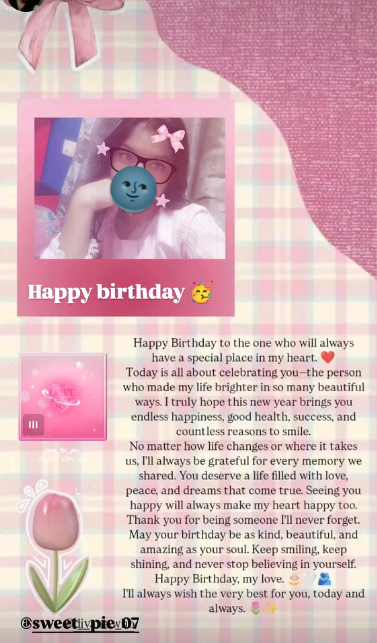 Happy birthday 🥳
Happy Birthday to the one who will always
have a special place in my heart. ❤️
Today is all about celebrating you—the person
who made my life brighter in so many beautiful
ways. I truly hope this new year brings you
endless happiness, good health, success, and
countless reasons to smile.
No matter how life changes or where it takes
us, I'll always be grateful for every memory we
shared. You deserve a life filled with love,
peace, and dreams that come true. Seeing you
happy will always make my heart happy too.
Thank you for being someone I'll never forget.
May your birthday be as kind, beautiful, and
amazing as your soul. Keep smiling, keep
shining, and never stop believing in yourself.
Happy Birthday, my love. 🎂🤍🫂
I'll always wish the very best for you, today and
always. 🌷✨
LOVE
@sweet pie_07